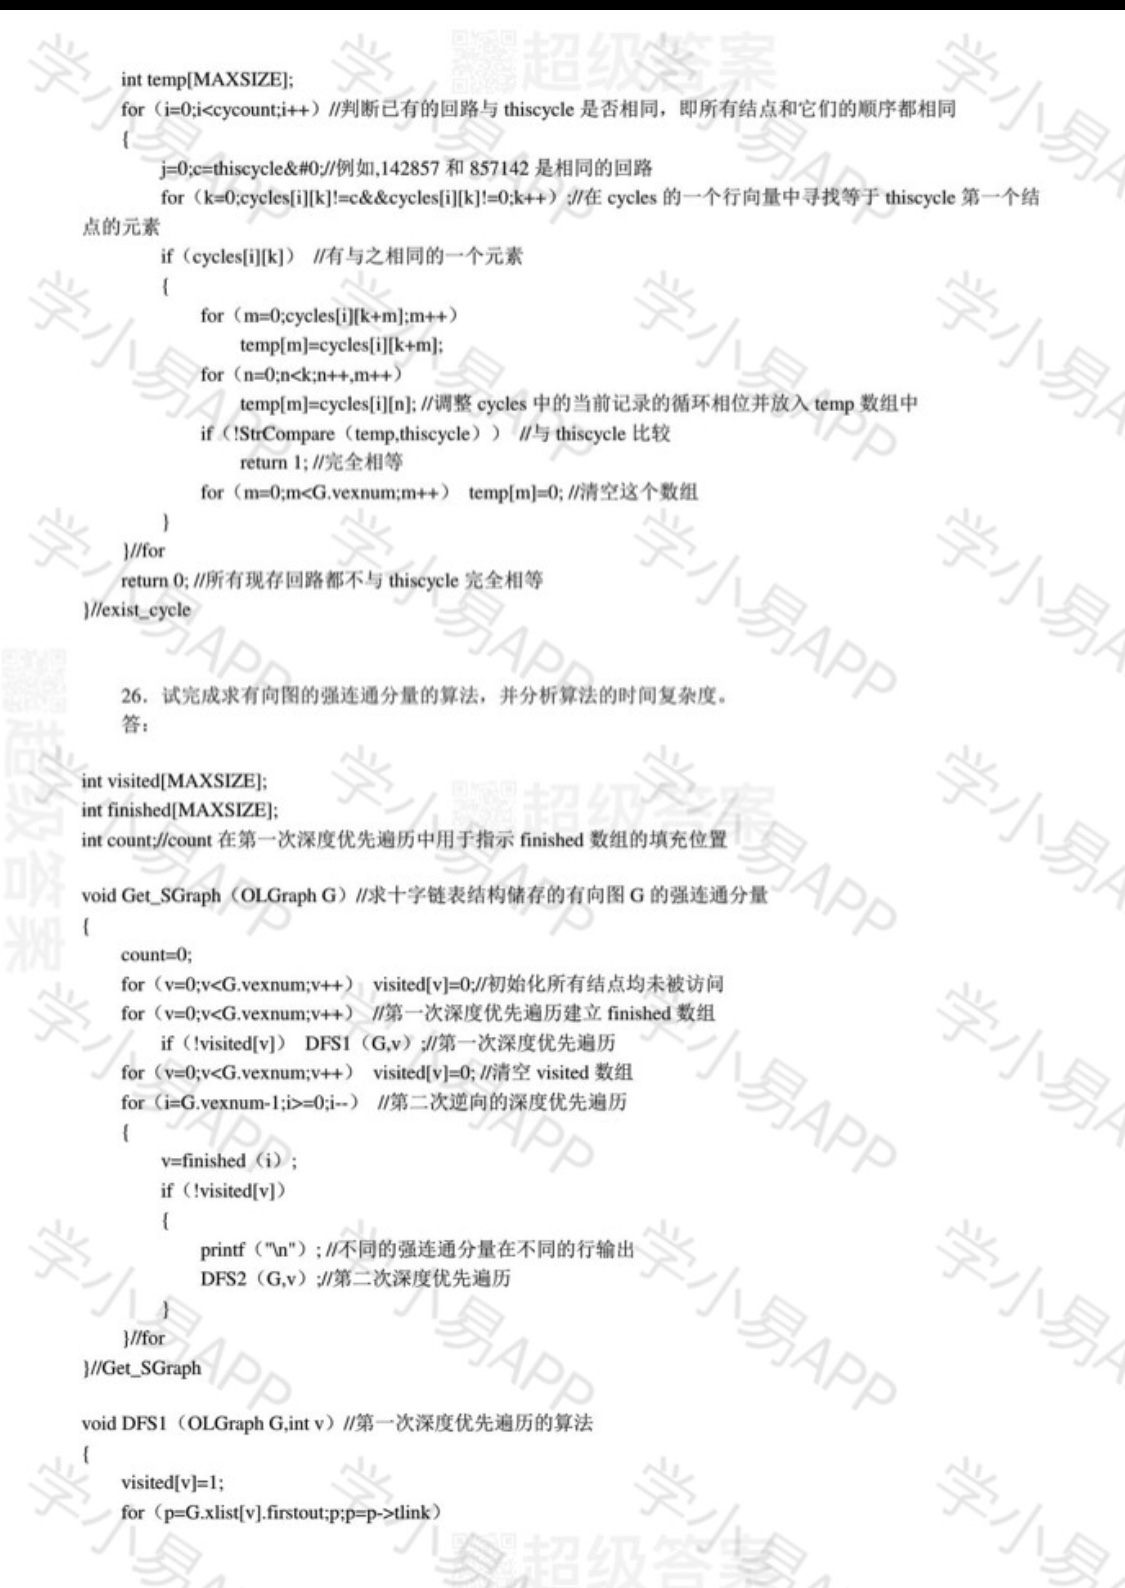 int temp[MAXSIZE];
for（i=0;i<cycount;i++）//判断已有的回路与 thiscycle 是否相同，即所有结点和它们的顺序都相同
{
j=0;c=thiscycle&#0;//例如,142857 和 857142 是相同的回路
for（k=0;cycles[i][k]!=c&&cycles[i][k]!=0;k++）;//在 cycles 的一个行向量中寻找等于 thiscycle 第一个结
点的元素
if（cycles[i][k]） //有与之相同的一个元素
{
for（m=0;cycles[i][k+m];m++）
temp[m]=cycles[i][k+m];
for（n=0;n<k;n++,m++）
temp[m]=cycles[i][n]; //调整 cycles 中的当前记录的循环相位并放入 temp 数组中
if（!StrCompare（temp,thiscycle）） //与 thiscycle 比较
return 1; //完全相等
for（m=0;m<G.vexnum;m++） temp[m]=0; //清空这个数组
}
}//for
return 0; //所有现存回路都不与 thiscycle 完全相等
}//exist_cycle
26．试完成求有向图的强连通分量的算法，并分析算法的时间复杂度。
答：
int visited[MAXSIZE];
int finished[MAXSIZE];
int count;//count 在第一次深度优先遍历中用于指示 finished 数组的填充位置
void Get_SGraph（OLGraph G）//求十字链表结构储存的有向图 G 的强连通分量
{
count=0;
for（v=0;v<G.vexnum;v++） visited[v]=0;//初始化所有结点均未被访问
for（v=0;v<G.vexnum;v++） //第一次深度优先遍历建立 finished 数组
if（!visited[v]） DFS1（G,v）;//第一次深度优先遍历
for（v=0;v<G.vexnum;v++） visited[v]=0; //清空 visited 数组
for（i=G.vexnum-1;i>=0;i--） //第二次逆向的深度优先遍历
{
v=finished（i）;
if（!visited[v]）
{
printf（"\n"）; //不同的强连通分量在不同的行输出
DFS2（G,v）;//第二次深度优先遍历
}
}//for
}//Get_SGraph
void DFS1（OLGraph G,int v）//第一次深度优先遍历的算法
{
visited[v]=1;
for（p=G.xlist[v].firstout;p;p=p->tlink）
学小易APP
超级答案